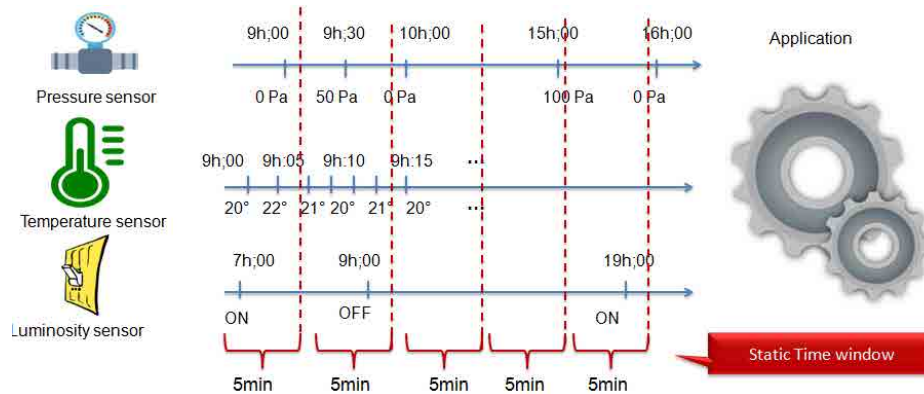 9h;00 9h;30 10h;00 15h;00 16h;00 Application
Pressure sensor 0 Pa 50 Pa 0 Pa 100 Pa 0 Pa
9h;00 9h:05 9h:10 9h:15 ...
20° 22° 21° 20° 21° 20° ...
Temperature sensor
7h;00 9h;00 19h;00
ON OFF ON
Luminosity sensor
Static Time window
5min 5min 5min 5min 5min